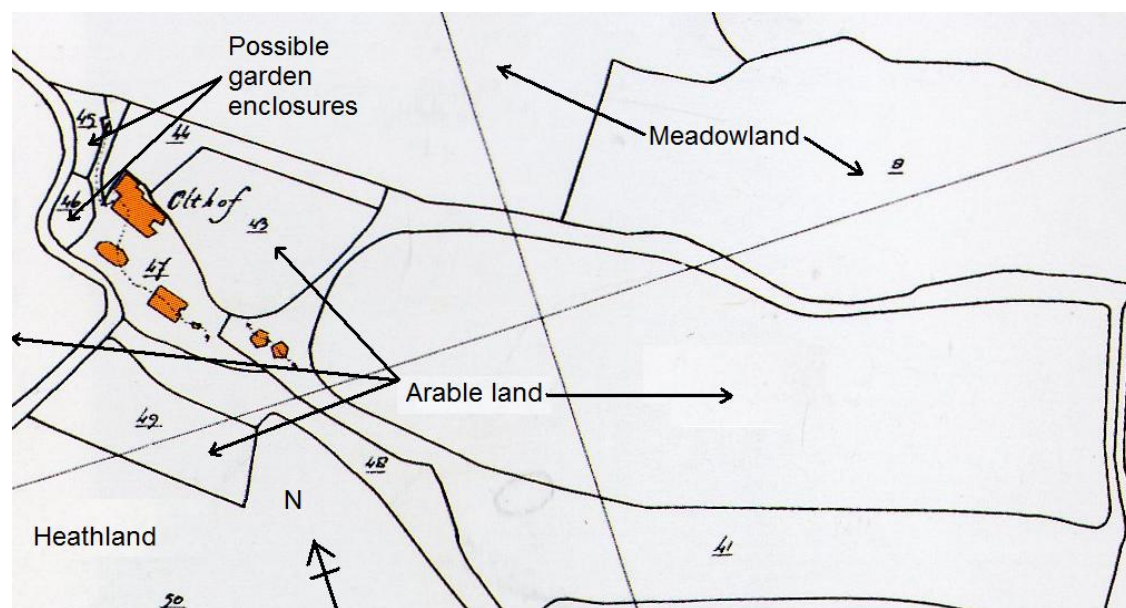 Possible
garden
enclosures
45
44
Meadowland
8
46
Olthof
43
47
Arable land
49
48
N
Heathland
41
50